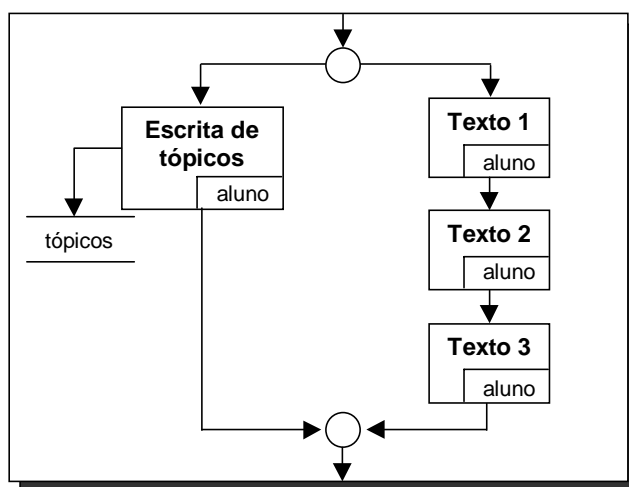 Escrita de
tópicos
aluno
tópicos
Texto 1
aluno
Texto 2
aluno
Texto 3
aluno